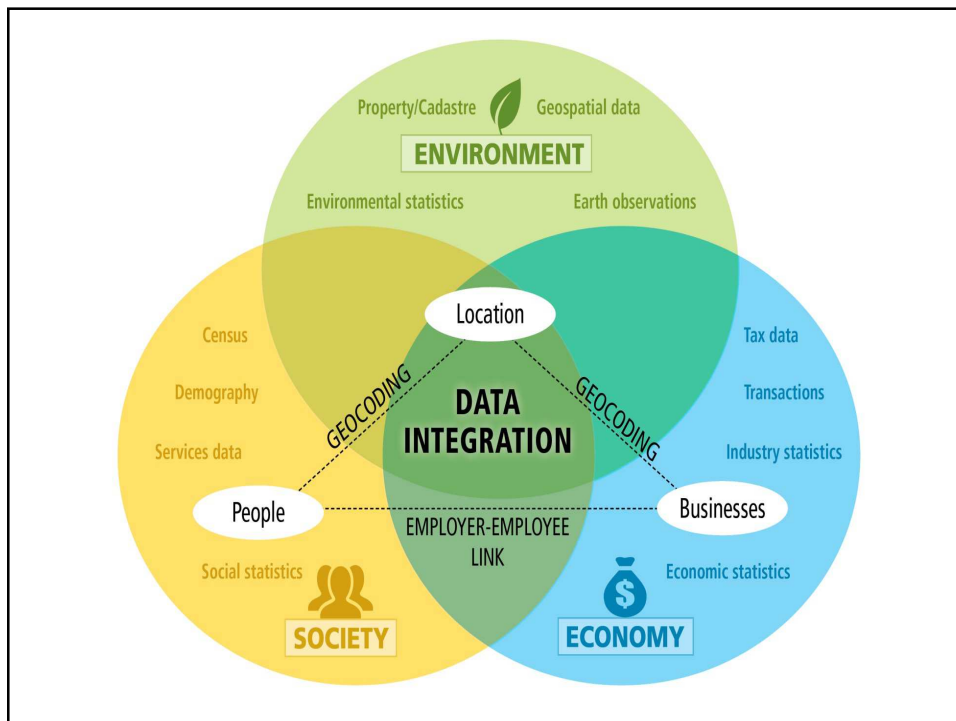 Property/Cadastre
Geospatial data
ENVIRONMENT
Environmental statistics
Earth observations
Location
Census
Demography
Services data
Tax data
Transactions
Industry statistics
GEOCODING
GEOCODING
DATA
INTEGRATION
People
Businesses
EMPLOYER-EMPLOYEE
LINK
Social statistics
Economic statistics
$
SOCIETY
ECONOMY